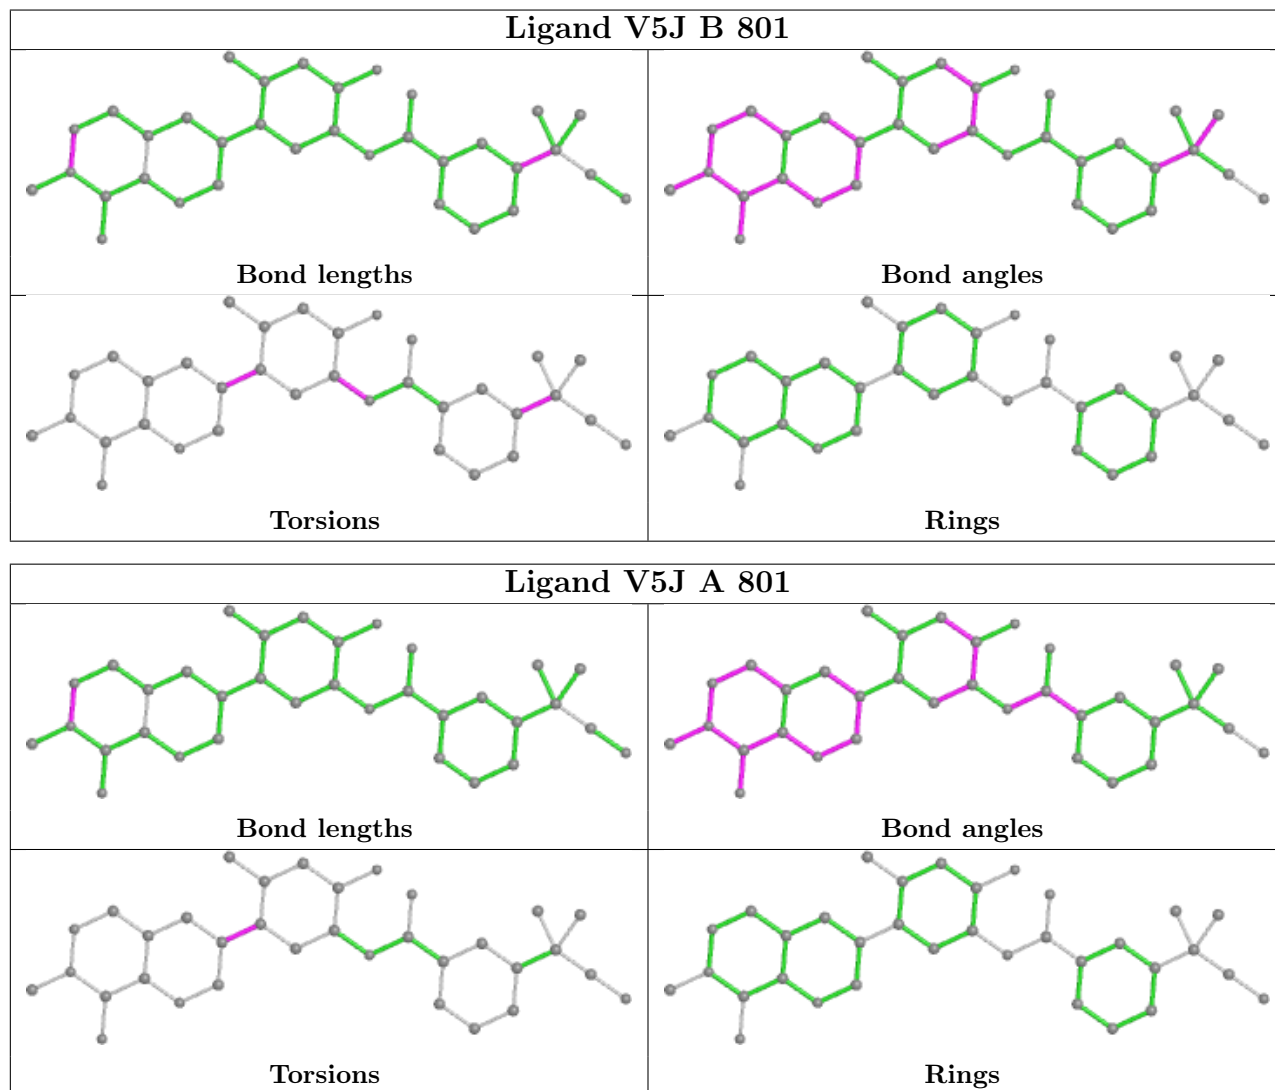 Ligand V5J B 801
Bond lengths
Bond angles
Torsions
Rings
Ligand V5J A 801
Bond lengths
Bond angles
Torsions
Rings